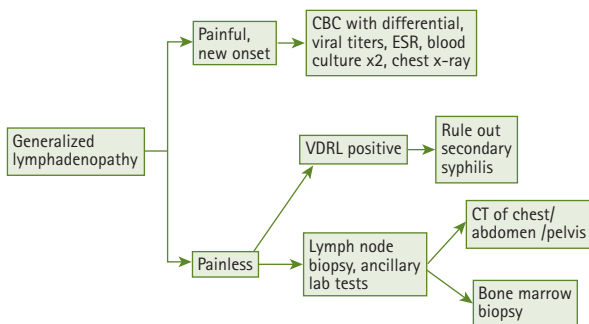 Painful,
new onset
CBC with differential,
viral titers, ESR, blood
culture x2, chest x-ray
Generalized
lymphadenopathy
VDRL positive
Rule out
secondary
syphilis
Painless
Lymph node
biopsy, ancillary
lab tests
CT of chest/
abdomen /pelvis
Bone marrow
biopsy